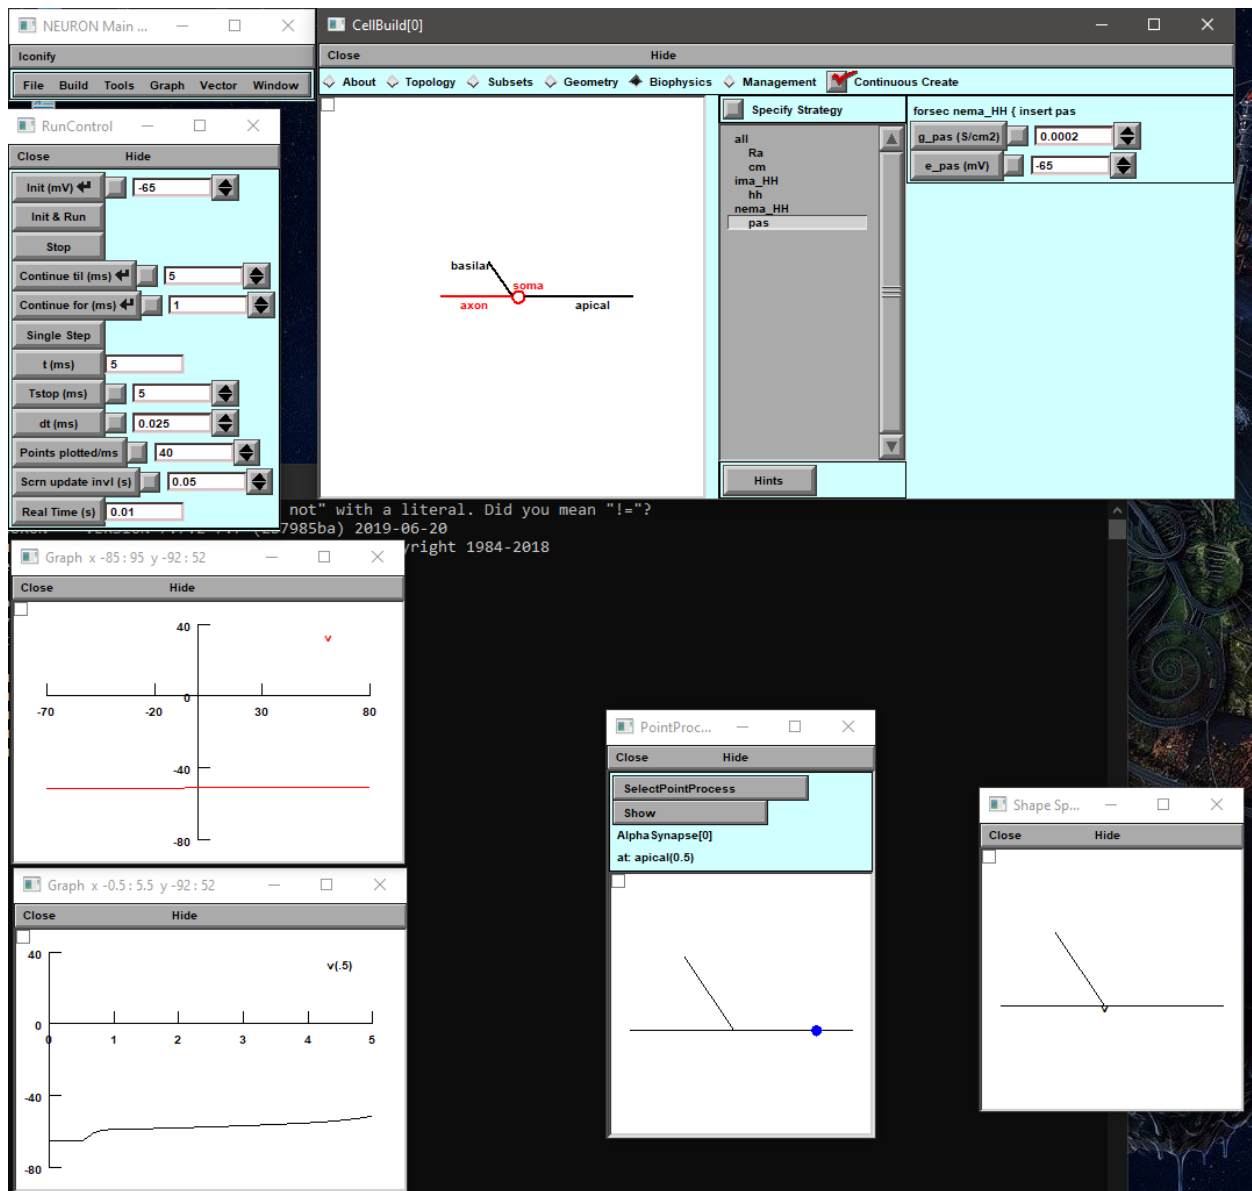 NEURON Main ...
Iconify
File Build Tools Graph Vector Window
RunControl
Close Hide
Init (mV) -65
Init & Run
Stop
Continue til (ms) 5
Continue for (ms) 1
Single Step
t (ms) 5
Tstop (ms) 5
dt (ms) 0.025
Points plotted/ms 40
Scrn update invl (s) 0.05
Real Time (s) 0.01
CellBuild[0]
Close Hide
About Topology Subsets Geometry Biophysics Management Continuous Create
basilar
soma
axon
apical
Specify Strategy
all
Ra
cm
ima_HH
hh
nema_HH
pas
Hints
forsec nema_HH { insert pas
g_pas (S/cm2) 0.0002
e_pas (mV) -65
not" with a literal. Did you mean "!="?
7985ba) 2019-06-20
right 1984-2018
Graph x -85 : 95 y -92 : 52
Close Hide
40
v
0
-70 -20 30 80
-40
-80
Graph x -0.5 : 5.5 y -92 : 52
Close Hide
40
v(.5)
0
0 1 2 3 4 5
-40
-80
PointProc...
Close Hide
SelectPointProcess
Show
AlphaSynapse[0]
at: apical(0.5)
Shape Sp...
Close Hide
v